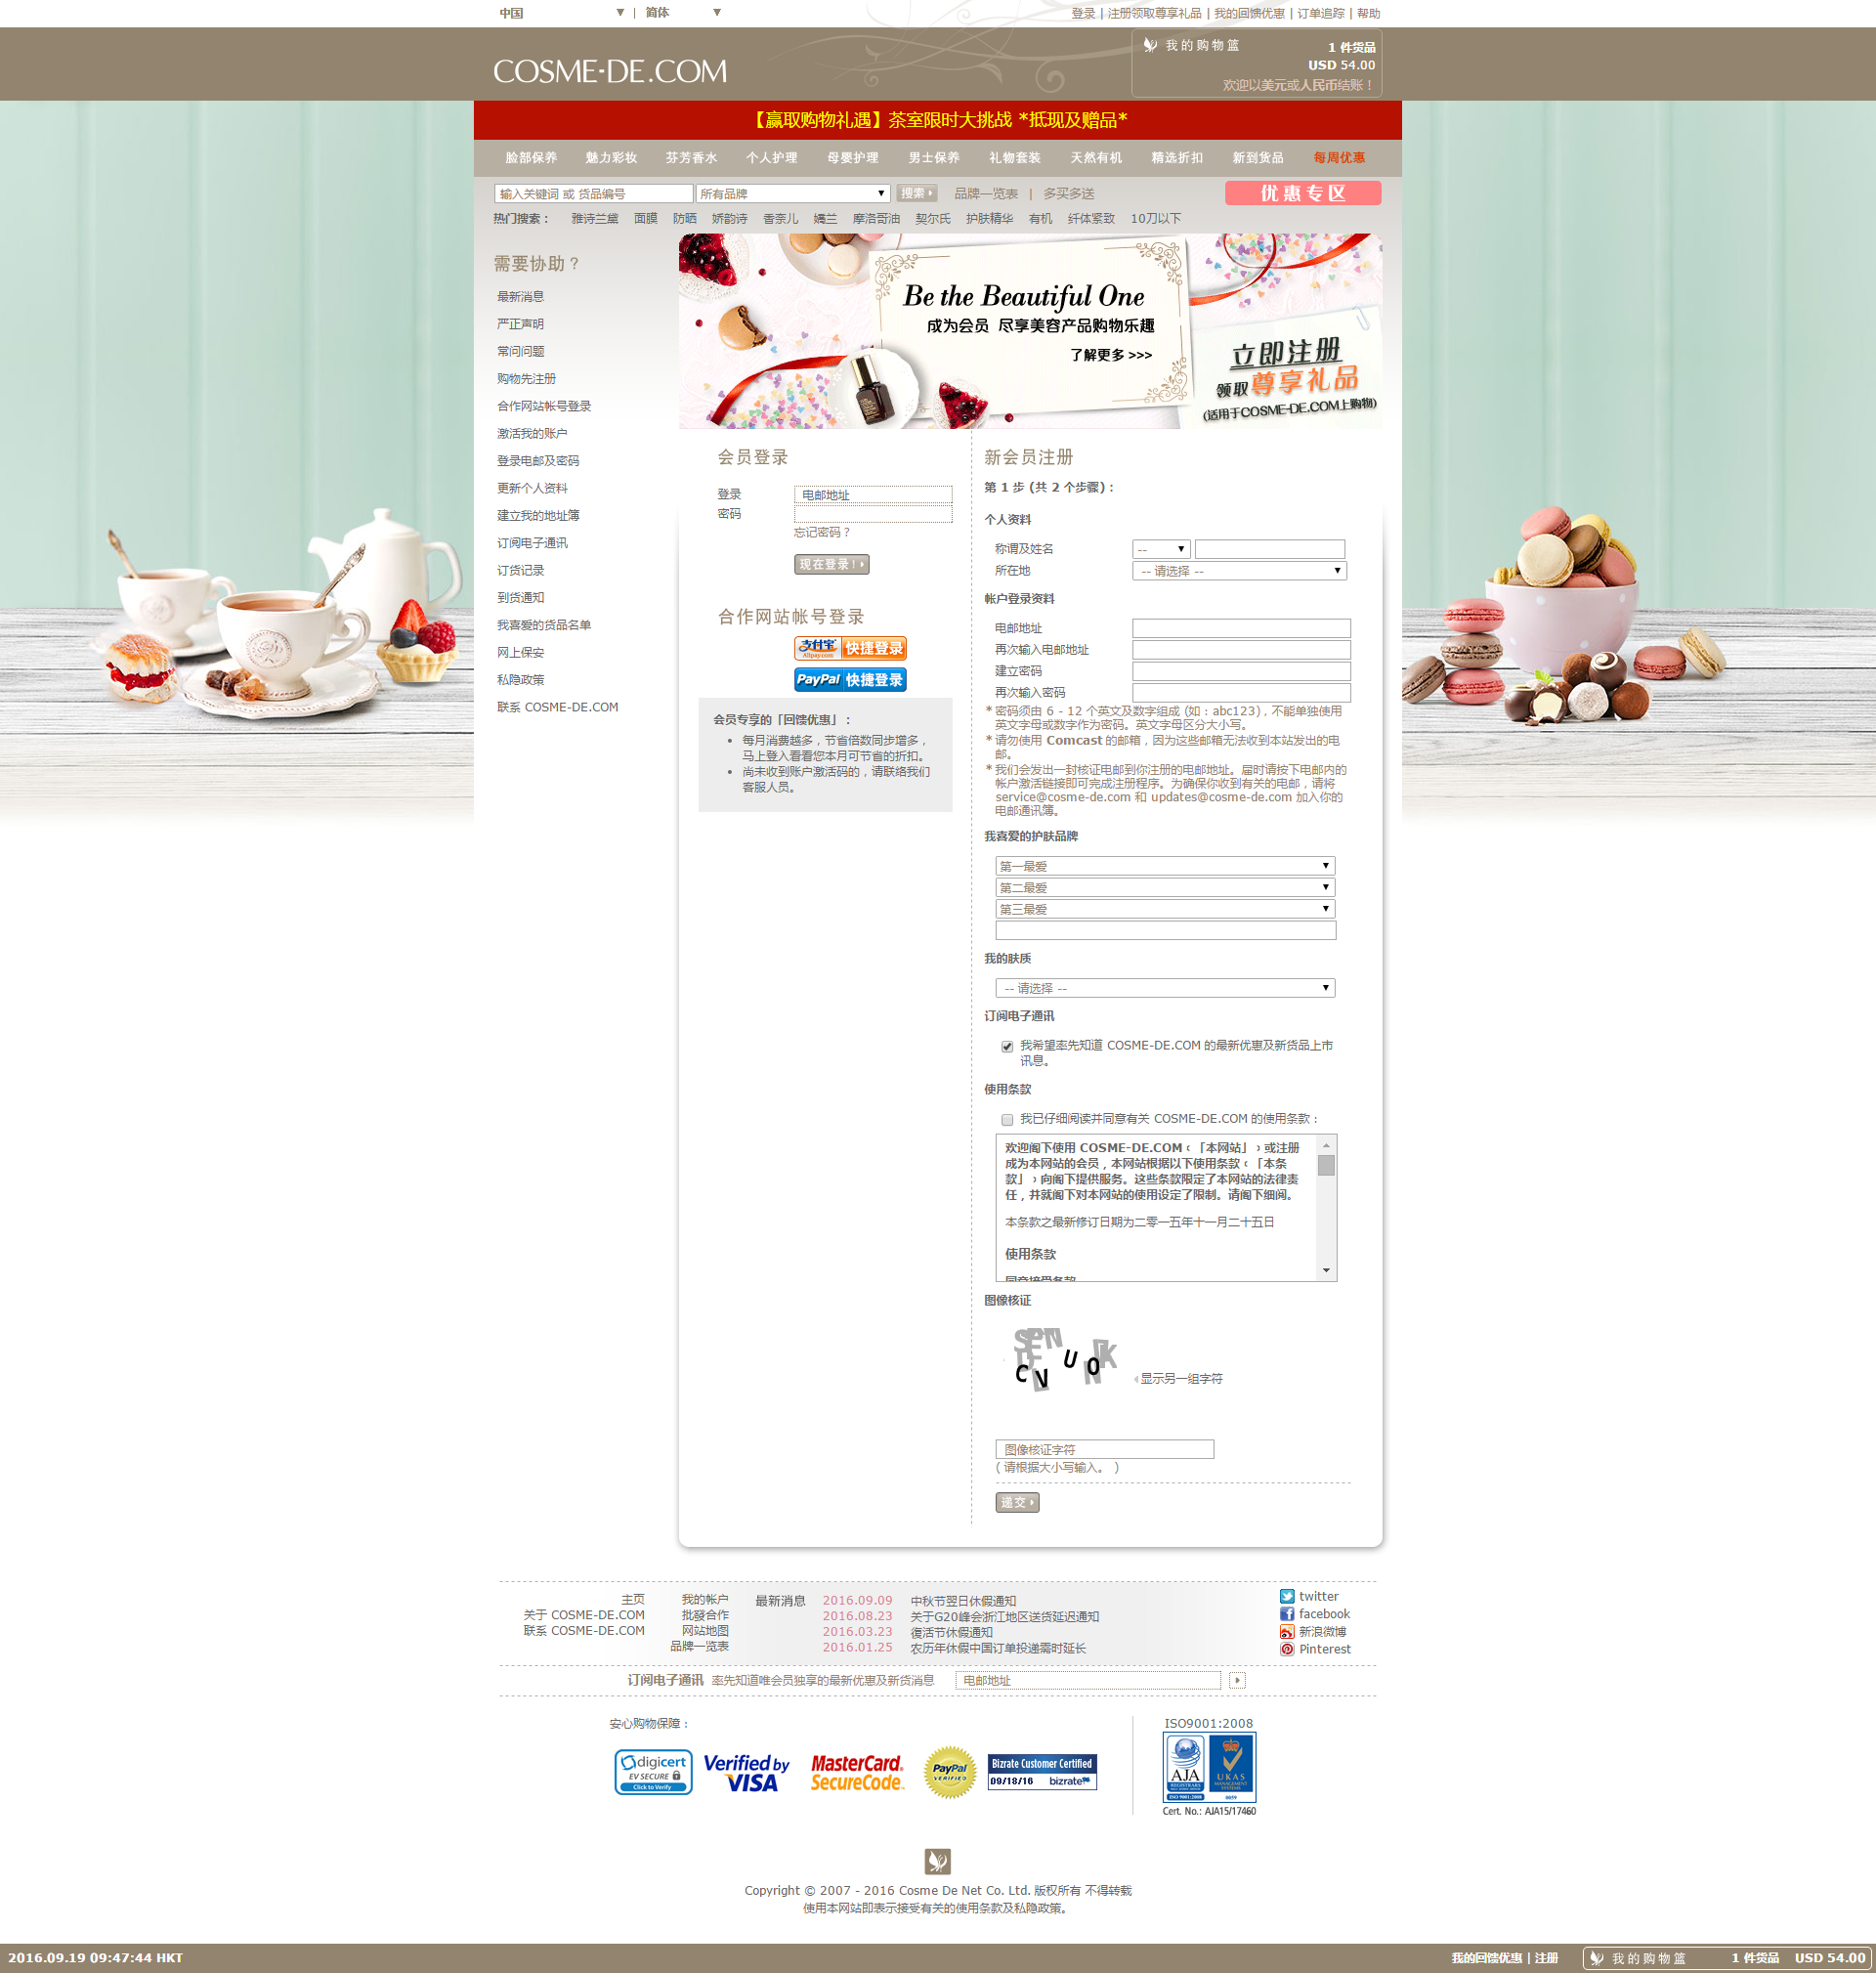 中国 | 简体
登录 | 注册领取尊享礼品 | 我的回馈优惠 | 订单追踪 | 帮助
COSME-DE.COM
我的购物篮
1 件货品
USD 54.00
欢迎以美元或人民币结账！
【赢取购物礼遇】茶室限时大挑战 *抵现及赠品*
脸部保养 魅力彩妆 芬芳香水 个人护理 母婴护理 男士保养 礼物套装 天然有机 精选折扣 新到货品 每周优惠
输入关键词 或 货品编号 所有品牌 搜索 品牌一览表 | 多买多送 优惠专区
热门搜索： 雅诗兰黛 面膜 防晒 娇韵诗 香奈儿 嬌兰 摩洛哥油 契尔氏 护肤精华 有机 纤体紧致 10刀以下
需要协助？
最新消息
严正声明
常问问题
购物先注册
合作网站帐号登录
激活我的账户
登录电邮及密码
更新个人资料
建立我的地址簿
订阅电子通讯
订货记录
到货通知
我喜爱的货品名单
网上保安
私隐政策
联系 COSME-DE.COM
Be the Beautiful One
成为会员 尽享美容产品购物乐趣
了解更多 >>>
立即注册
领取尊享礼品
(适用于COSME-DE.COM上购物)
会员登录
登录 电邮地址
密码
忘记密码？
现在登录!
合作网站帐号登录
支付宝 Alipay.com 快捷登录
PayPal 快捷登录
会员专享的「回馈优惠」：
• 每月消费越多，节省倍数同步增多，
马上登入看看您本月可节省的折扣。
• 尚未收到账户激活码的，请联络我们
客服人员。
新会员注册
第 1 步 (共 2 个步骤)：
个人资料
称谓及姓名 --
所在地 -- 请选择 --
帐户登录资料
电邮地址
再次输入电邮地址
建立密码
再次输入密码
* 密码须由 6 - 12 个英文及数字组成 (如：abc123)，不能单独使用
英文字母或数字作为密码。英文字母区分大小写。
* 请勿使用 Comcast 的邮箱，因为这些邮箱无法收到本站发出的电
邮。
* 我们会发出一封核证电邮到你注册的电邮地址。届时请按下电邮内的
帐户激活链接即可完成注册程序。为确保你收到有关的电邮，请将
service@cosme-de.com 和 updates@cosme-de.com 加入你的
电邮通讯簿。
我喜爱的护肤品牌
第一最爱
第二最爱
第三最爱
我的肤质
-- 请选择 --
订阅电子通讯
我希望率先知道 COSME-DE.COM 的最新优惠及新货品上市
讯息。
使用条款
我已仔细阅读并同意有关 COSME-DE.COM 的使用条款：
欢迎阁下使用 COSME-DE.COM﹙「本网站」﹚或注册
成为本网站的会员，本网站根据以下使用条款﹙「本条
款」﹚向阁下提供服务。这些条款限定了本网站的法律责
任，并就阁下对本网站的使用设定了限制。请阁下细阅。
本条款之最新修订日期为二零一五年十一月二十五日
使用条款
同意接受条款
图像核证
C V U O
显示另一组字符
图像核证字符
( 请根据大小写输入。 )
递交
主页
关于 COSME-DE.COM
联系 COSME-DE.COM
我的帐户
批發合作
网站地图
品牌一览表
最新消息
2016.09.09 中秋节翌日休假通知
2016.08.23 关于G20峰会浙江地区送货延迟通知
2016.03.23 復活节休假通知
2016.01.25 农历年休假中国订单投递需时延长
twitter
facebook
新浪微博
Pinterest
订阅电子通讯 率先知道唯会员独享的最新优惠及新货消息 电邮地址
安心购物保障：
digicert
EV SECURE
Click to Verify
Verified by
VISA
MasterCard.
SecureCode.
PayPal
VERIFIED
Bizrate Customer Certified
09/18/16 bizrate
ISO9001:2008
AJA
REGISTRARS
ISO 9001:2008
UKAS
MANAGEMENT
SYSTEMS
0059
Cert. No.: AJA15/17460
Copyright © 2007 - 2016 Cosme De Net Co. Ltd. 版权所有 不得转载
使用本网站即表示接受有关的使用条款及私隐政策。
2016.09.19 09:47:44 HKT
我的回馈优惠 | 注册
我的购物篮 1 件货品 USD 54.00